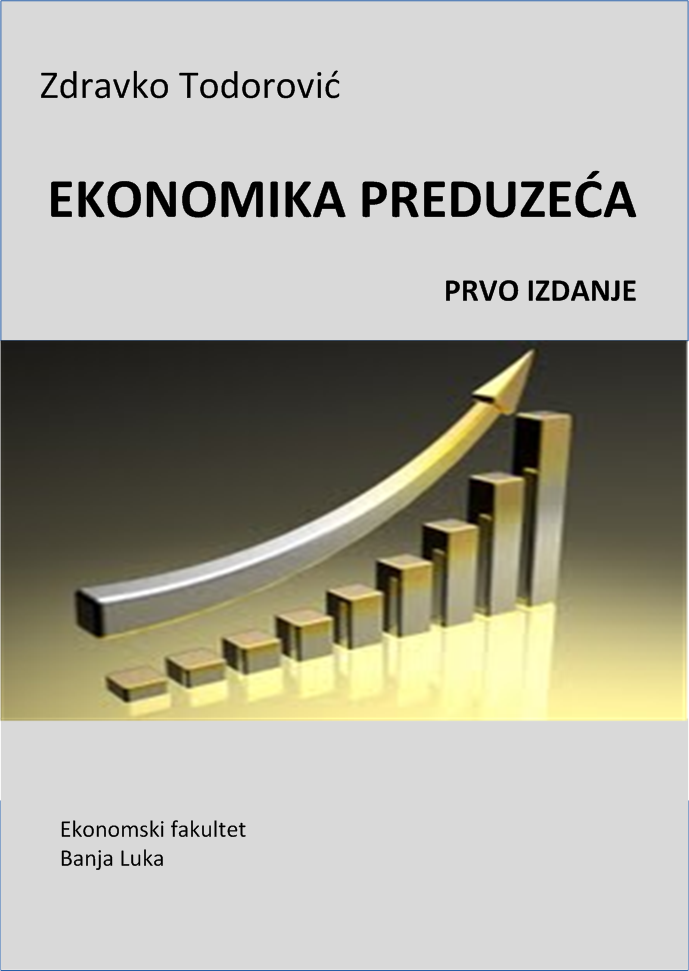 Zdravko Todorović
EKONOMIKA PREDUZEĆA
PRVO IZDANJE
Ekonomski fakultet
Banja Luka